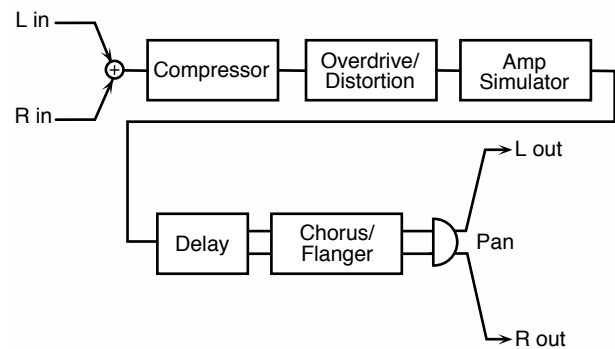 L in
R in
+
Compressor
Overdrive/
Distortion
Amp
Simulator
Delay
Chorus/
Flanger
Pan
L out
R out